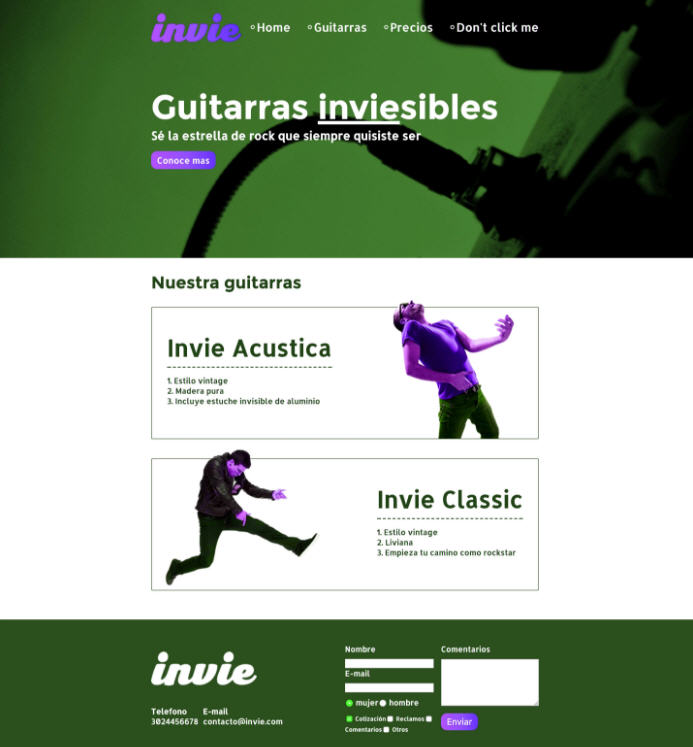 invie Home Guitarras Precios Don't click me
Guitarras inviesibles
Sé la estrella de rock que siempre quisiste ser
Conoce mas
Nuestra guitarras
Invie Acustica
1. Estilo vintage
2. Madera pura
3. Incluye estuche invisible de aluminio
Invie Classic
1. Estilo vintage
2. Liviana
3. Empieza tu camino como rockstar
invie
Telefono E-mail
3024456678 contacto@invie.com
Nombre
E-mail
mujer hombre
Cotización Reclamos
Comentarios Otros
Comentarios
Enviar